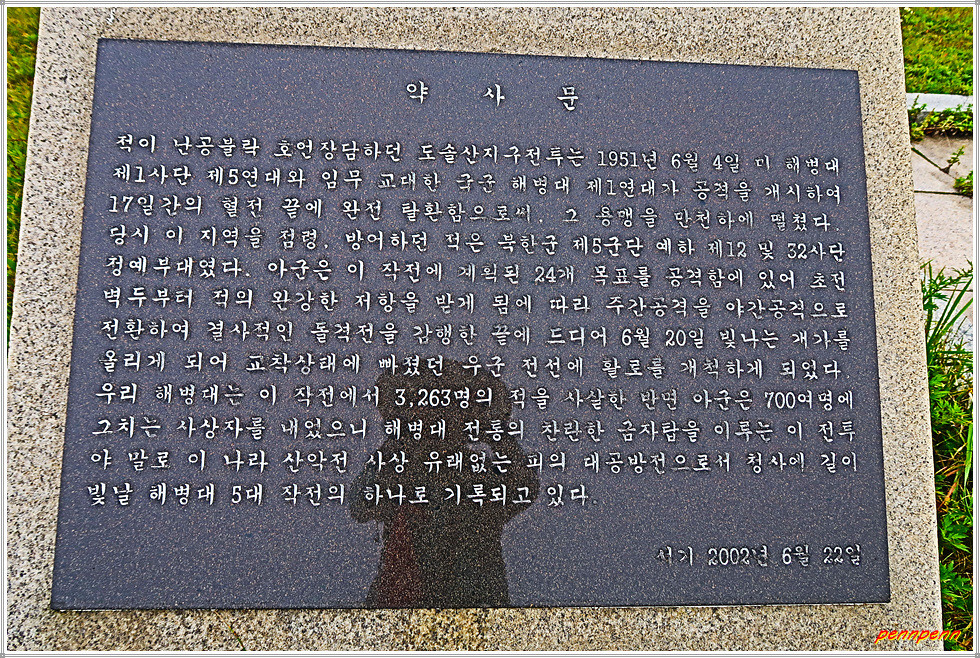 약 사 문
적이 난공불락 호언장담하던 도솔산지구전투는 1951년 6월 4일 미 해병대
제1사단 제5연대와 임무 교대한 국군 해병대 제1연대가 공격을 개시하여
17일간의 혈전 끝에 완전 탈환함으로써, 그 용맹을 만천하에 떨쳤다.
당시 이 지역을 점령, 방어하던 적은 북한군 제5군단 예하 제12 및 32사단
정예부대였다. 아군은 이 작전에 계획된 24개 목표를 공격함에 있어 초전
벽두부터 적의 완강한 저항을 받게 됨에 따라 주간공격을 야간공격으로
전환하여 결사적인 돌격전을 감행한 끝에 드디어 6월 20일 빛나는 개가를
올리게 되어 교착상태에 빠졌던 우군 전선에 활로를 개척하게 되었다.
우리 해병대는 이 작전에서 3,263명의 적을 사살한 반면 아군은 700여명에
그치는 사상자를 내었으니 해병대 전통의 찬란한 금자탑을 이루는 이 전투
야 말로 이 나라 산악전 사상 유래없는 피의 대공방전으로서 청사에 길이
빛날 해병대 5대 작전의 하나로 기록되고 있다.
서기 2002년 6월 22일
pennpenn